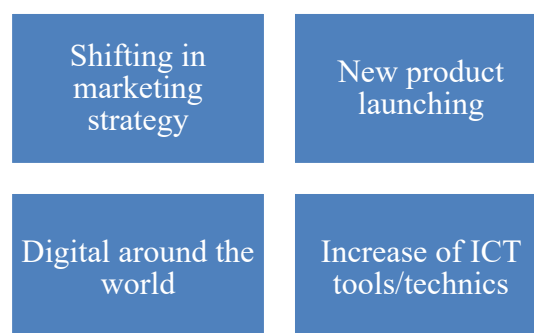 Shifting in
marketing
strategy
New product
launching
Digital around the
world
Increase of ICT
tools/technics